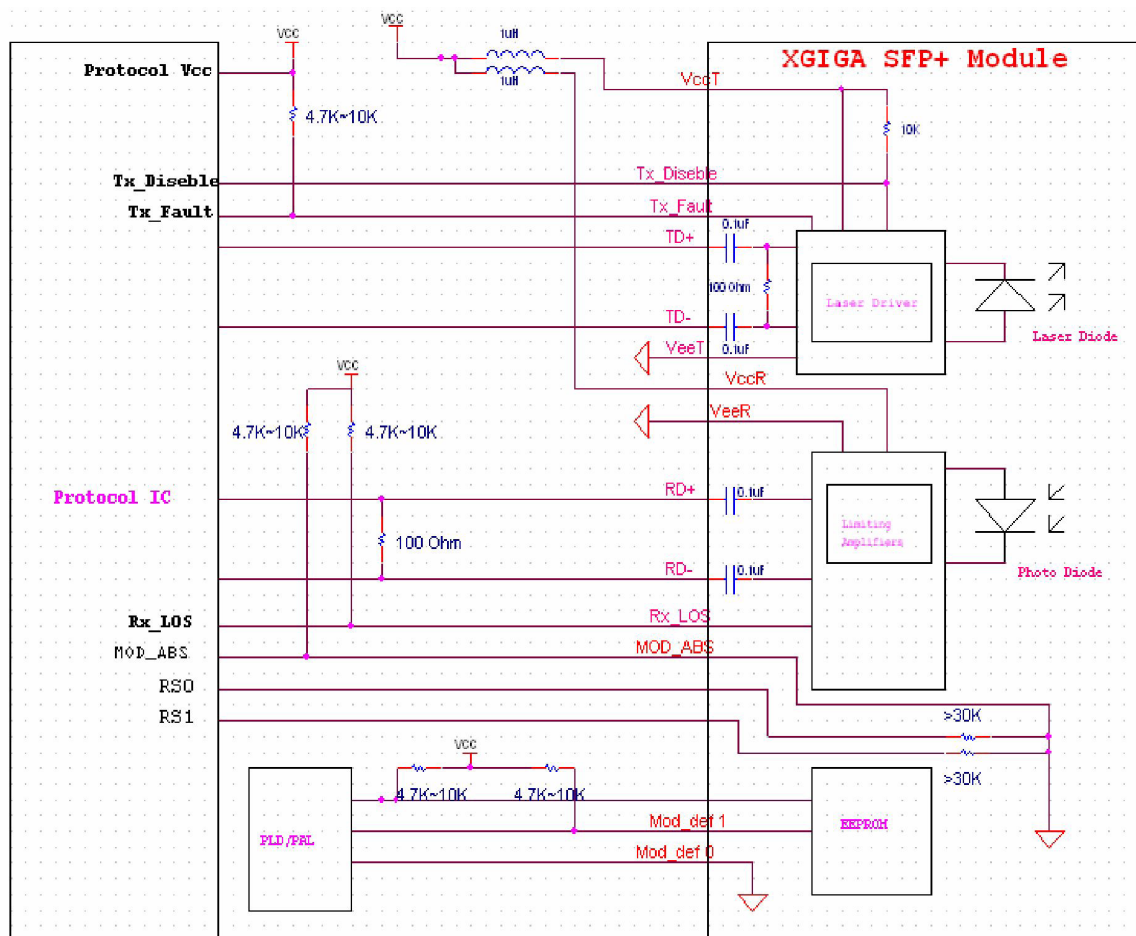 VCC
VCC
1uH
XGIGA SFP+ Module
Protocol Vcc
1uH
VccT
4.7K~10K
10K
Tx_Diseble
Tx_Diseble
Tx_Fault
Tx_Fault
0.1uF
TD+
100 Ohm
Laser Driver
TD-
Laser Diode
VeeT
0.1uF
VCC
VccR
VeeR
4.7K~10K
4.7K~10K
Protocol IC
RD+
0.1uF
Limiting
Amplifiers
100 Ohm
RD-
0.1uF
Photo Diode
Rx_LOS
Rx_LOS
MOD_ABS
MOD_ABS
RS0
RS1
>30K
VCC
>30K
4.7K~10K
4.7K~10K
Mod_def 1
EEPROM
PLD/PAL
Mod_def 0